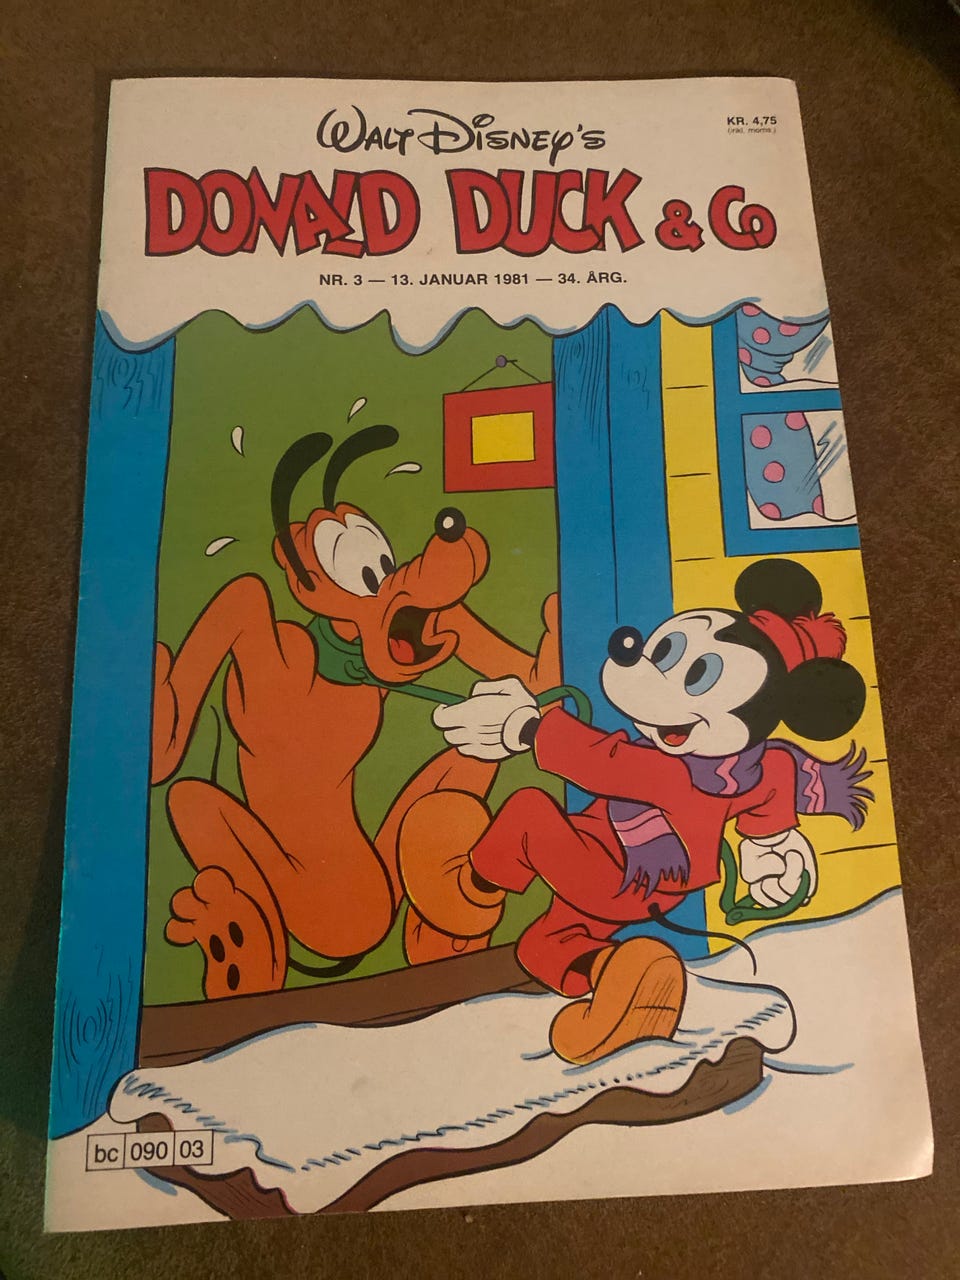 WALT DISNEY'S
KR. 4,75
(inkl. moms.)
DONALD DUCK & Co
NR. 3 — 13. JANUAR 1981 — 34. ÅRG.
bc 090 03